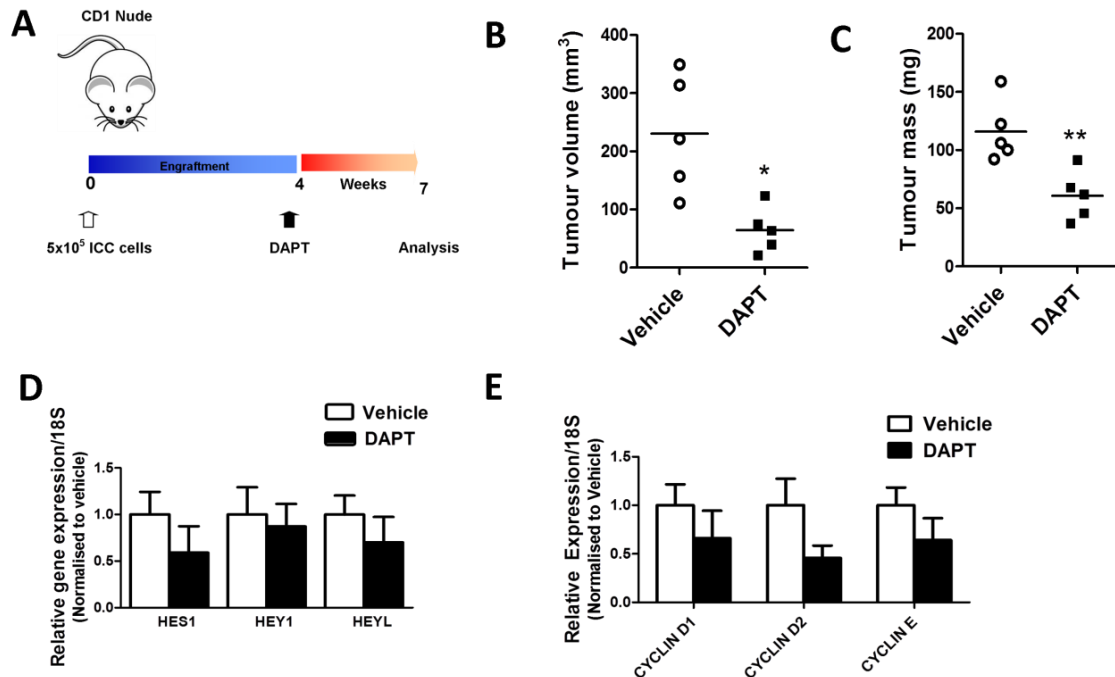 A
CD1 Nude
Engraftment
0
4
Weeks
7
5x10⁵ ICC cells
DAPT
Analysis
B
Tumour volume (mm³)
400
300
200
100
0
*
Vehicle
DAPT
C
Tumour mass (mg)
200
150
100
50
0
**
Vehicle
DAPT
D
Vehicle
DAPT
Relative gene expression/18S
(Normalised to vehicle)
1.5
1.0
0.5
0.0
HES1
HEY1
HEYL
E
Vehicle
DAPT
Relative Expression/18S
(Normalised to Vehicle)
1.5
1.0
0.5
0.0
CYCLIN D1
CYCLIN D2
CYCLIN E